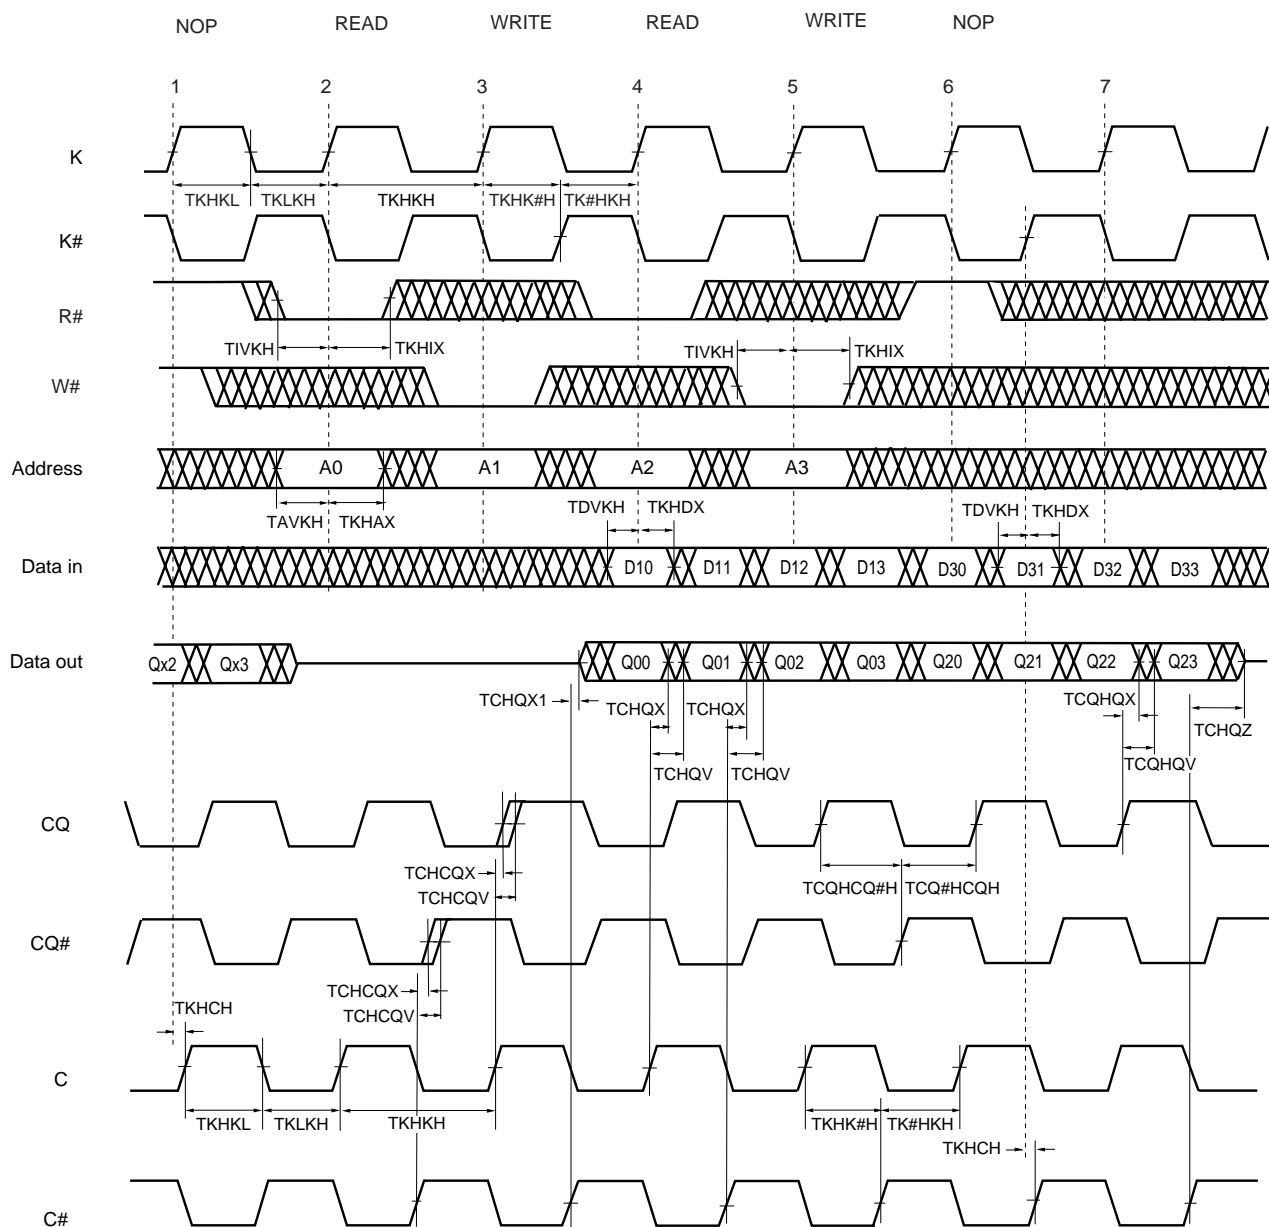 NOP READ WRITE READ WRITE NOP
1 2 3 4 5 6 7
K
TKHKL TKLKH TKHKH TKHK#H TK#HKH
K#
R#
TIVKH TKHIX TIVKH TKHIX
W#
Address A0 A1 A2 A3
TAVKH TKHAX TDVKH TKHDX TDVKH TKHDX
Data in D10 D11 D12 D13 D30 D31 D32 D33
Data out Qx2 Qx3 Q00 Q01 Q02 Q03 Q20 Q21 Q22 Q23
TCHQX1 TCHQX TCHQX TCQHQX
TCHQZ
TCHQV TCHQV TCQHQV
CQ
TCHCQX
TCHCQV TCQHCQ#H TCQ#HCQH
CQ#
TCHCQX
TKHCH
TCHCQV
C
TKHKL TKLKH TKHKH TKHK#H TK#HKH
TKHCH
C#